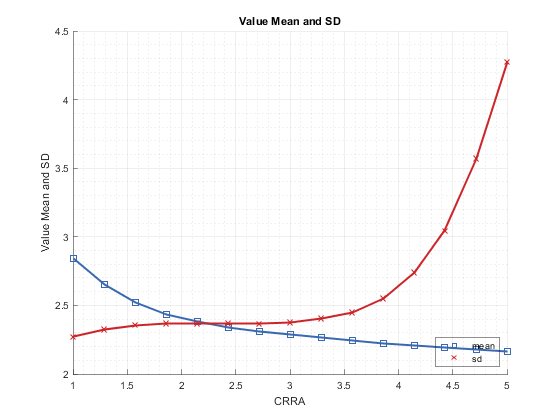 Value Mean and SD
Value Mean and SD
4.5
4
3.5
3
2.5
2
1 1.5 2 2.5 3 3.5 4 4.5 5
CRRA
mean
sd